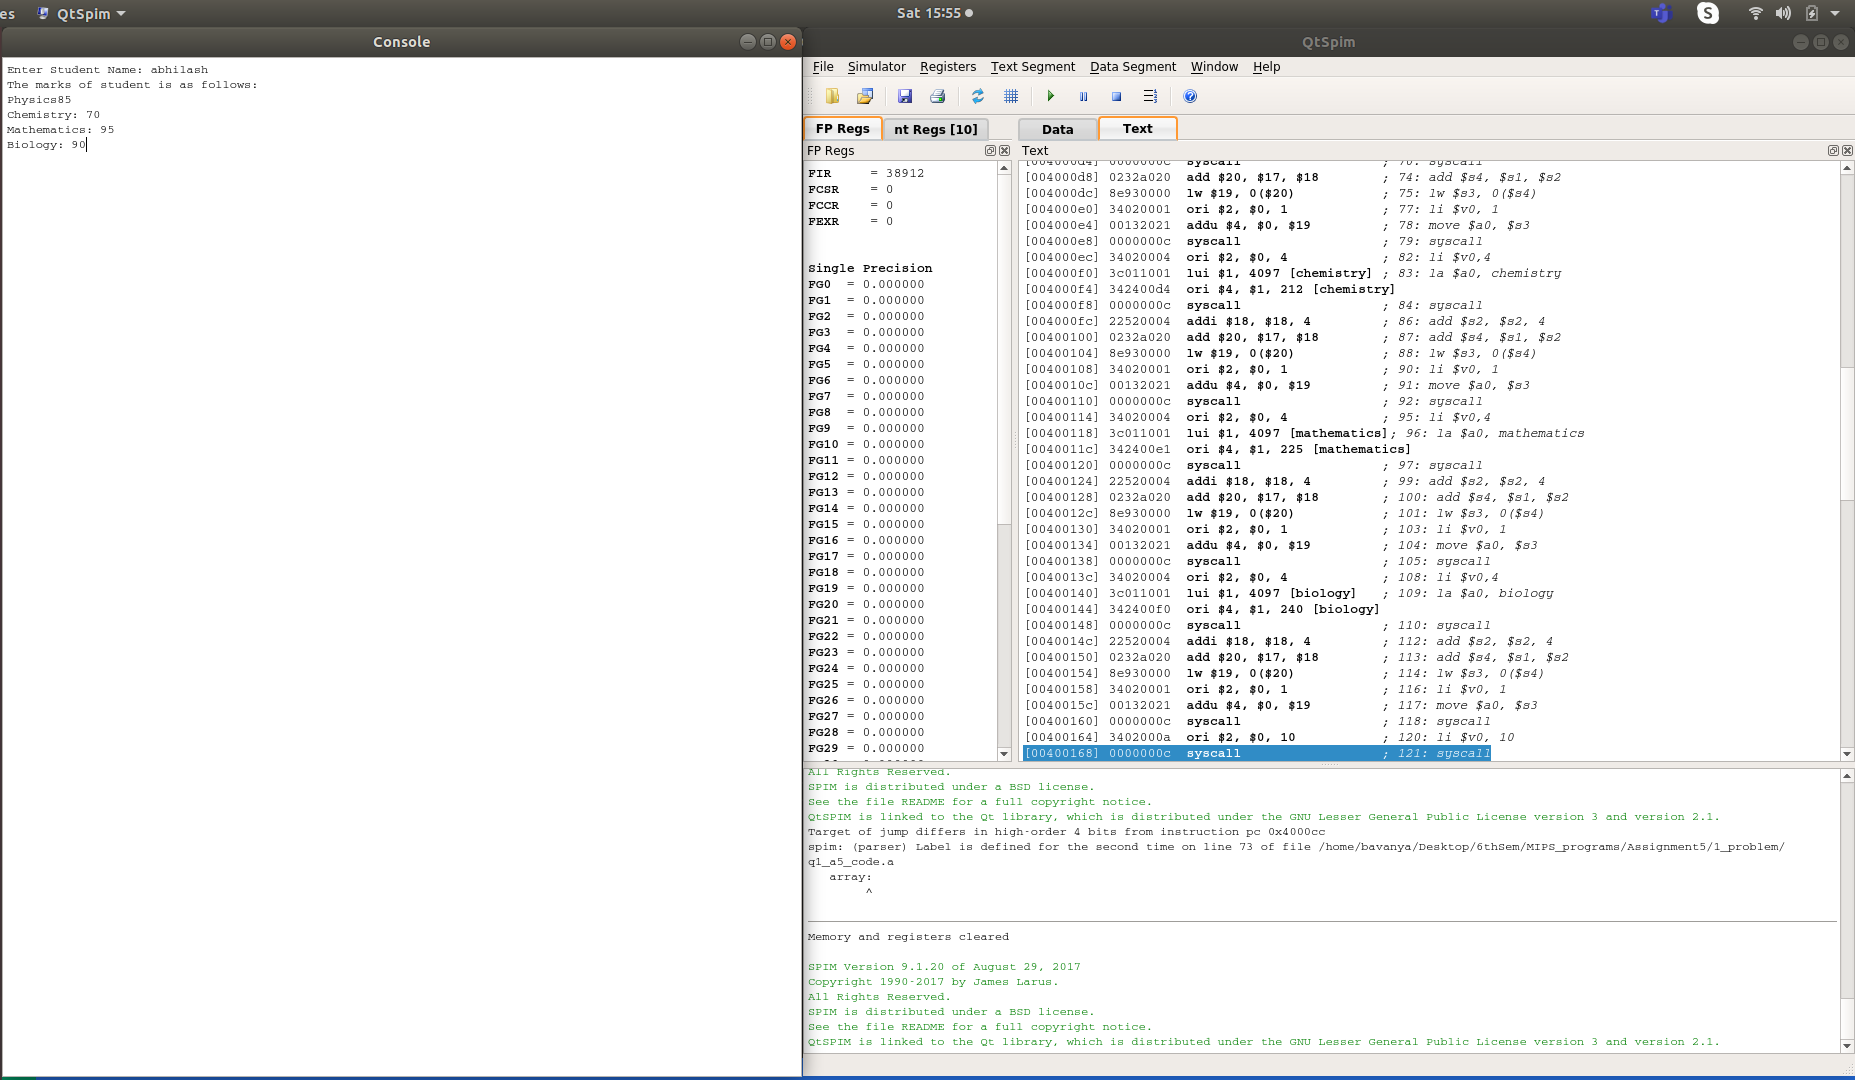 es QtSpim Sat 15:55
Console
Enter Student Name: abhilash
The marks of student is as follows:
Physics85
Chemistry: 70
Mathematics: 95
Biology: 90
QtSpim
File Simulator Registers Text Segment Data Segment Window Help
FP Regs nt Regs [10]
FP Regs
FIR = 38912
FCSR = 0
FCCR = 0
FEXR = 0
Single Precision
FG0 = 0.000000
FG1 = 0.000000
FG2 = 0.000000
FG3 = 0.000000
FG4 = 0.000000
FG5 = 0.000000
FG6 = 0.000000
FG7 = 0.000000
FG8 = 0.000000
FG9 = 0.000000
FG10 = 0.000000
FG11 = 0.000000
FG12 = 0.000000
FG13 = 0.000000
FG14 = 0.000000
FG15 = 0.000000
FG16 = 0.000000
FG17 = 0.000000
FG18 = 0.000000
FG19 = 0.000000
FG20 = 0.000000
FG21 = 0.000000
FG22 = 0.000000
FG23 = 0.000000
FG24 = 0.000000
FG25 = 0.000000
FG26 = 0.000000
FG27 = 0.000000
FG28 = 0.000000
FG29 = 0.000000
Data Text
Text
[004000d4] 0000000c syscall ; 70: syscall
[004000d8] 0232a020 add $20, $17, $18 ; 74: add $s4, $s1, $s2
[004000dc] 8e930000 lw $19, 0($20) ; 75: lw $s3, 0($s4)
[004000e0] 34020001 ori $2, $0, 1 ; 77: li $v0, 1
[004000e4] 00132021 addu $4, $0, $19 ; 78: move $a0, $s3
[004000e8] 0000000c syscall ; 79: syscall
[004000ec] 34020004 ori $2, $0, 4 ; 82: li $v0,4
[004000f0] 3c011001 lui $1, 4097 [chemistry] ; 83: la $a0, chemistry
[004000f4] 342400d4 ori $4, $1, 212 [chemistry]
[004000f8] 0000000c syscall ; 84: syscall
[004000fc] 22520004 addi $18, $18, 4 ; 86: add $s2, $s2, 4
[00400100] 0232a020 add $20, $17, $18 ; 87: add $s4, $s1, $s2
[00400104] 8e930000 lw $19, 0($20) ; 88: lw $s3, 0($s4)
[00400108] 34020001 ori $2, $0, 1 ; 90: li $v0, 1
[0040010c] 00132021 addu $4, $0, $19 ; 91: move $a0, $s3
[00400110] 0000000c syscall ; 92: syscall
[00400114] 34020004 ori $2, $0, 4 ; 95: li $v0,4
[00400118] 3c011001 lui $1, 4097 [mathematics]; 96: la $a0, mathematics
[0040011c] 342400e1 ori $4, $1, 225 [mathematics]
[00400120] 0000000c syscall ; 97: syscall
[00400124] 22520004 addi $18, $18, 4 ; 99: add $s2, $s2, 4
[00400128] 0232a020 add $20, $17, $18 ; 100: add $s4, $s1, $s2
[0040012c] 8e930000 lw $19, 0($20) ; 101: lw $s3, 0($s4)
[00400130] 34020001 ori $2, $0, 1 ; 103: li $v0, 1
[00400134] 00132021 addu $4, $0, $19 ; 104: move $a0, $s3
[00400138] 0000000c syscall ; 105: syscall
[0040013c] 34020004 ori $2, $0, 4 ; 108: li $v0,4
[00400140] 3c011001 lui $1, 4097 [biology] ; 109: la $a0, biology
[00400144] 342400f0 ori $4, $1, 240 [biology]
[00400148] 0000000c syscall ; 110: syscall
[0040014c] 22520004 addi $18, $18, 4 ; 112: add $s2, $s2, 4
[00400150] 0232a020 add $20, $17, $18 ; 113: add $s4, $s1, $s2
[00400154] 8e930000 lw $19, 0($20) ; 114: lw $s3, 0($s4)
[00400158] 34020001 ori $2, $0, 1 ; 116: li $v0, 1
[0040015c] 00132021 addu $4, $0, $19 ; 117: move $a0, $s3
[00400160] 0000000c syscall ; 118: syscall
[00400164] 3402000a ori $2, $0, 10 ; 120: li $v0, 10
[00400168] 0000000c syscall ; 121: syscall
All Rights Reserved.
SPIM is distributed under a BSD license.
See the file README for a full copyright notice.
QtSPIM is linked to the Qt library, which is distributed under the GNU Lesser General Public License version 3 and version 2.1.
Target of jump differs in high-order 4 bits from instruction pc 0x4000cc
spim: (parser) Label is defined for the second time on line 73 of file /home/bavanya/Desktop/6thSem/MIPS_programs/Assignment5/1_problem/
q1_a5_code.a
array:
^
Memory and registers cleared
SPIM Version 9.1.20 of August 29, 2017
Copyright 1990-2017 by James Larus.
All Rights Reserved.
SPIM is distributed under a BSD license.
See the file README for a full copyright notice.
QtSPIM is linked to the Qt library, which is distributed under the GNU Lesser General Public License version 3 and version 2.1.